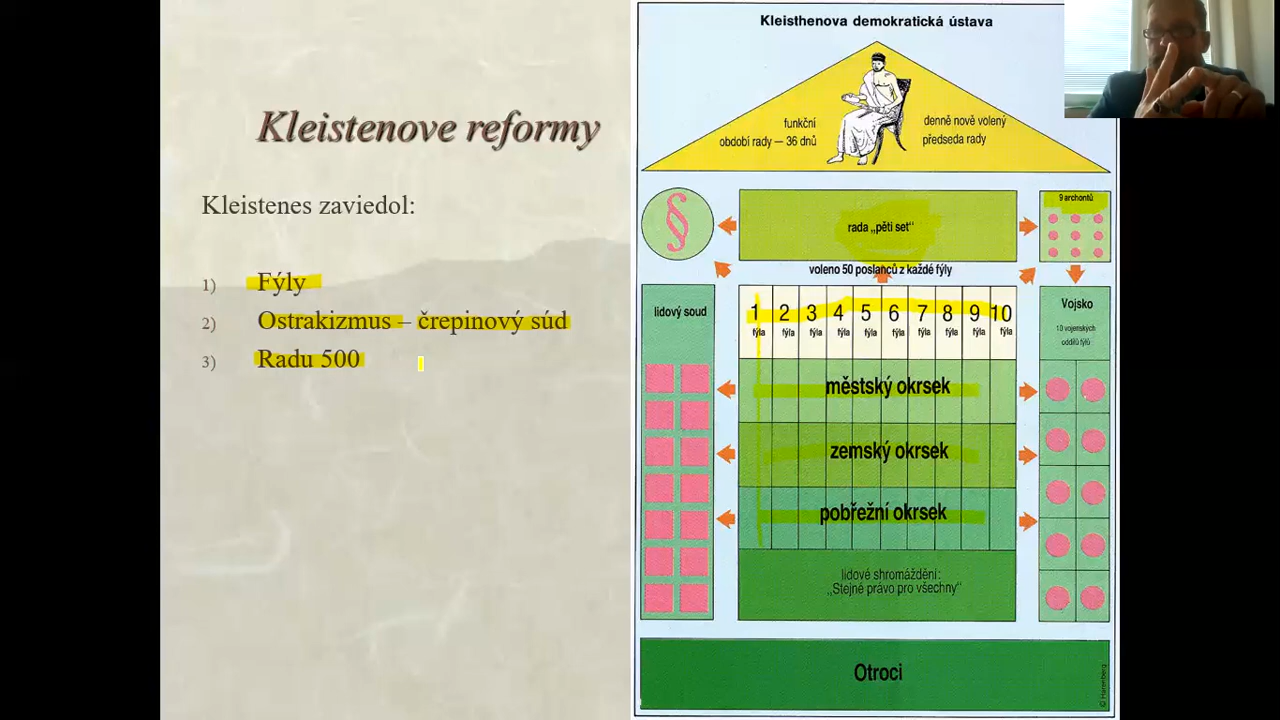 Kleistenove reformy
Kleistenes zaviedol:
1) Fýly
2) Ostrakizmus – črepinový súd
3) Radu 500
Kleisthenova demokratická ústava
funkční
období rady — 36 dnů
denně nově volený
předseda rady
§
rada „pěti set“
9 archontů
voleno 50 poslanců z každé fýly
lidový soud
1 2 3 4 5 6 7 8 9 10
fýla fýla fýla fýla fýla fýla fýla fýla fýla fýla
Vojsko
10 vojenských
oddílů fýlů
městský okrsek
zemský okrsek
pobřežní okrsek
lidové shromáždění:
„Stejné právo pro všechny“
Otroci
© Harenberg